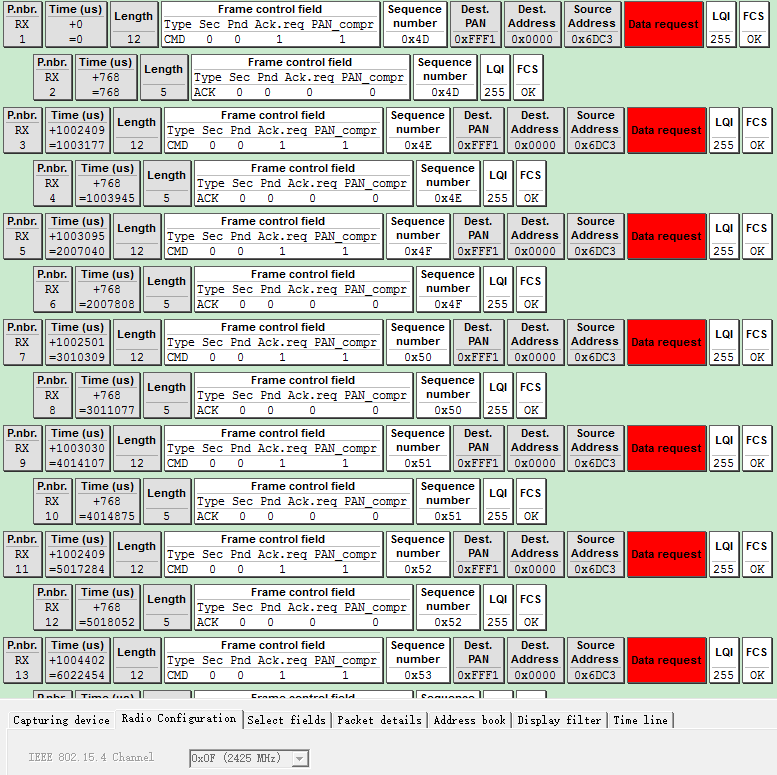 P.nbr. Time (us) Length Frame control field Sequence Dest. Dest. Source Data request LQI FCS
RX +0 Type Sec Pnd Ack.req PAN_compr number PAN Address Address
1 =0 12 CMD 0 0 1 1 0x4D 0xFFF1 0x0000 0x6DC3 255 OK
P.nbr. Time (us) Length Frame control field Sequence LQI FCS
RX +768 Type Sec Pnd Ack.req PAN_compr number
2 =768 5 ACK 0 0 0 0 0x4D 255 OK
P.nbr. Time (us) Length Frame control field Sequence Dest. Dest. Source Data request LQI FCS
RX +1002409 Type Sec Pnd Ack.req PAN_compr number PAN Address Address
3 =1003177 12 CMD 0 0 1 1 0x4E 0xFFF1 0x0000 0x6DC3 255 OK
P.nbr. Time (us) Length Frame control field Sequence LQI FCS
RX +768 Type Sec Pnd Ack.req PAN_compr number
4 =1003945 5 ACK 0 0 0 0 0x4E 255 OK
P.nbr. Time (us) Length Frame control field Sequence Dest. Dest. Source Data request LQI FCS
RX +1003095 Type Sec Pnd Ack.req PAN_compr number PAN Address Address
5 =2007040 12 CMD 0 0 1 1 0x4F 0xFFF1 0x0000 0x6DC3 255 OK
P.nbr. Time (us) Length Frame control field Sequence LQI FCS
RX +768 Type Sec Pnd Ack.req PAN_compr number
6 =2007808 5 ACK 0 0 0 0 0x4F 255 OK
P.nbr. Time (us) Length Frame control field Sequence Dest. Dest. Source Data request LQI FCS
RX +1002501 Type Sec Pnd Ack.req PAN_compr number PAN Address Address
7 =3010309 12 CMD 0 0 1 1 0x50 0xFFF1 0x0000 0x6DC3 255 OK
P.nbr. Time (us) Length Frame control field Sequence LQI FCS
RX +768 Type Sec Pnd Ack.req PAN_compr number
8 =3011077 5 ACK 0 0 0 0 0x50 255 OK
P.nbr. Time (us) Length Frame control field Sequence Dest. Dest. Source Data request LQI FCS
RX +1003030 Type Sec Pnd Ack.req PAN_compr number PAN Address Address
9 =4014107 12 CMD 0 0 1 1 0x51 0xFFF1 0x0000 0x6DC3 255 OK
P.nbr. Time (us) Length Frame control field Sequence LQI FCS
RX +768 Type Sec Pnd Ack.req PAN_compr number
10 =4014875 5 ACK 0 0 0 0 0x51 255 OK
P.nbr. Time (us) Length Frame control field Sequence Dest. Dest. Source Data request LQI FCS
RX +1002409 Type Sec Pnd Ack.req PAN_compr number PAN Address Address
11 =5017284 12 CMD 0 0 1 1 0x52 0xFFF1 0x0000 0x6DC3 255 OK
P.nbr. Time (us) Length Frame control field Sequence LQI FCS
RX +768 Type Sec Pnd Ack.req PAN_compr number
12 =5018052 5 ACK 0 0 0 0 0x52 255 OK
P.nbr. Time (us) Length Frame control field Sequence Dest. Dest. Source Data request LQI FCS
RX +1004402 Type Sec Pnd Ack.req PAN_compr number PAN Address Address
13 =6022454 12 CMD 0 0 1 1 0x53 0xFFF1 0x0000 0x6DC3 255 OK
P.nbr. Time (us) Frame control field Sequence
Capturing device Radio Configuration Select fields Packet details Address book Display filter Time line
IEEE 802.15.4 Channel 0x0F (2425 MHz)